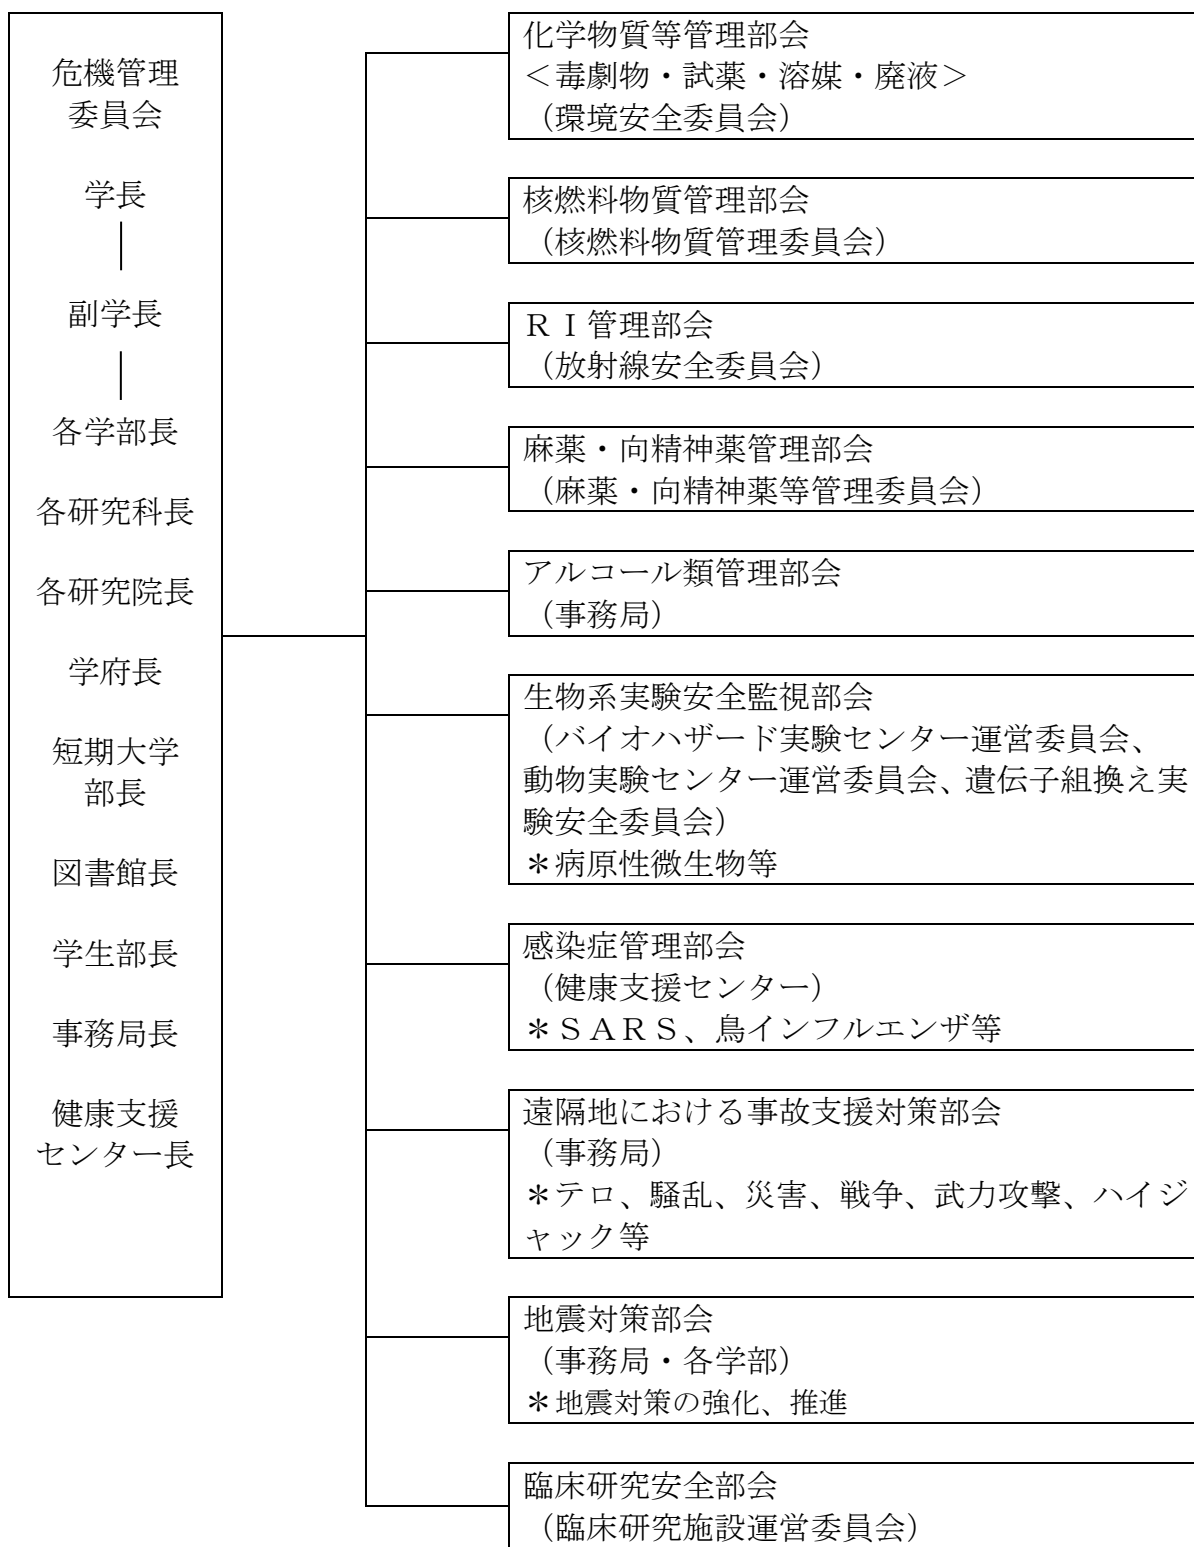 危機管理
委員会
学長
副学長
各学部長
各研究科長
各研究院長
学府長
短期大学
部長
図書館長
学生部長
事務局長
健康支援
センター長
化学物質等管理部会
＜毒劇物・試薬・溶媒・廃液＞
（環境安全委員会）
核燃料物質管理部会
（核燃料物質管理委員会）
ＲＩ管理部会
（放射線安全委員会）
麻薬・向精神薬管理部会
（麻薬・向精神薬等管理委員会）
アルコール類管理部会
（事務局）
生物系実験安全監視部会
（バイオハザード実験センター運営委員会、
動物実験センター運営委員会、遺伝子組換え実
験安全委員会）
＊病原性微生物等
感染症管理部会
（健康支援センター）
＊ＳＡＲＳ、鳥インフルエンザ等
遠隔地における事故支援対策部会
（事務局）
＊テロ、騒乱、災害、戦争、武力攻撃、ハイジ
ャック等
地震対策部会
（事務局・各学部）
＊地震対策の強化、推進
臨床研究安全部会
（臨床研究施設運営委員会）